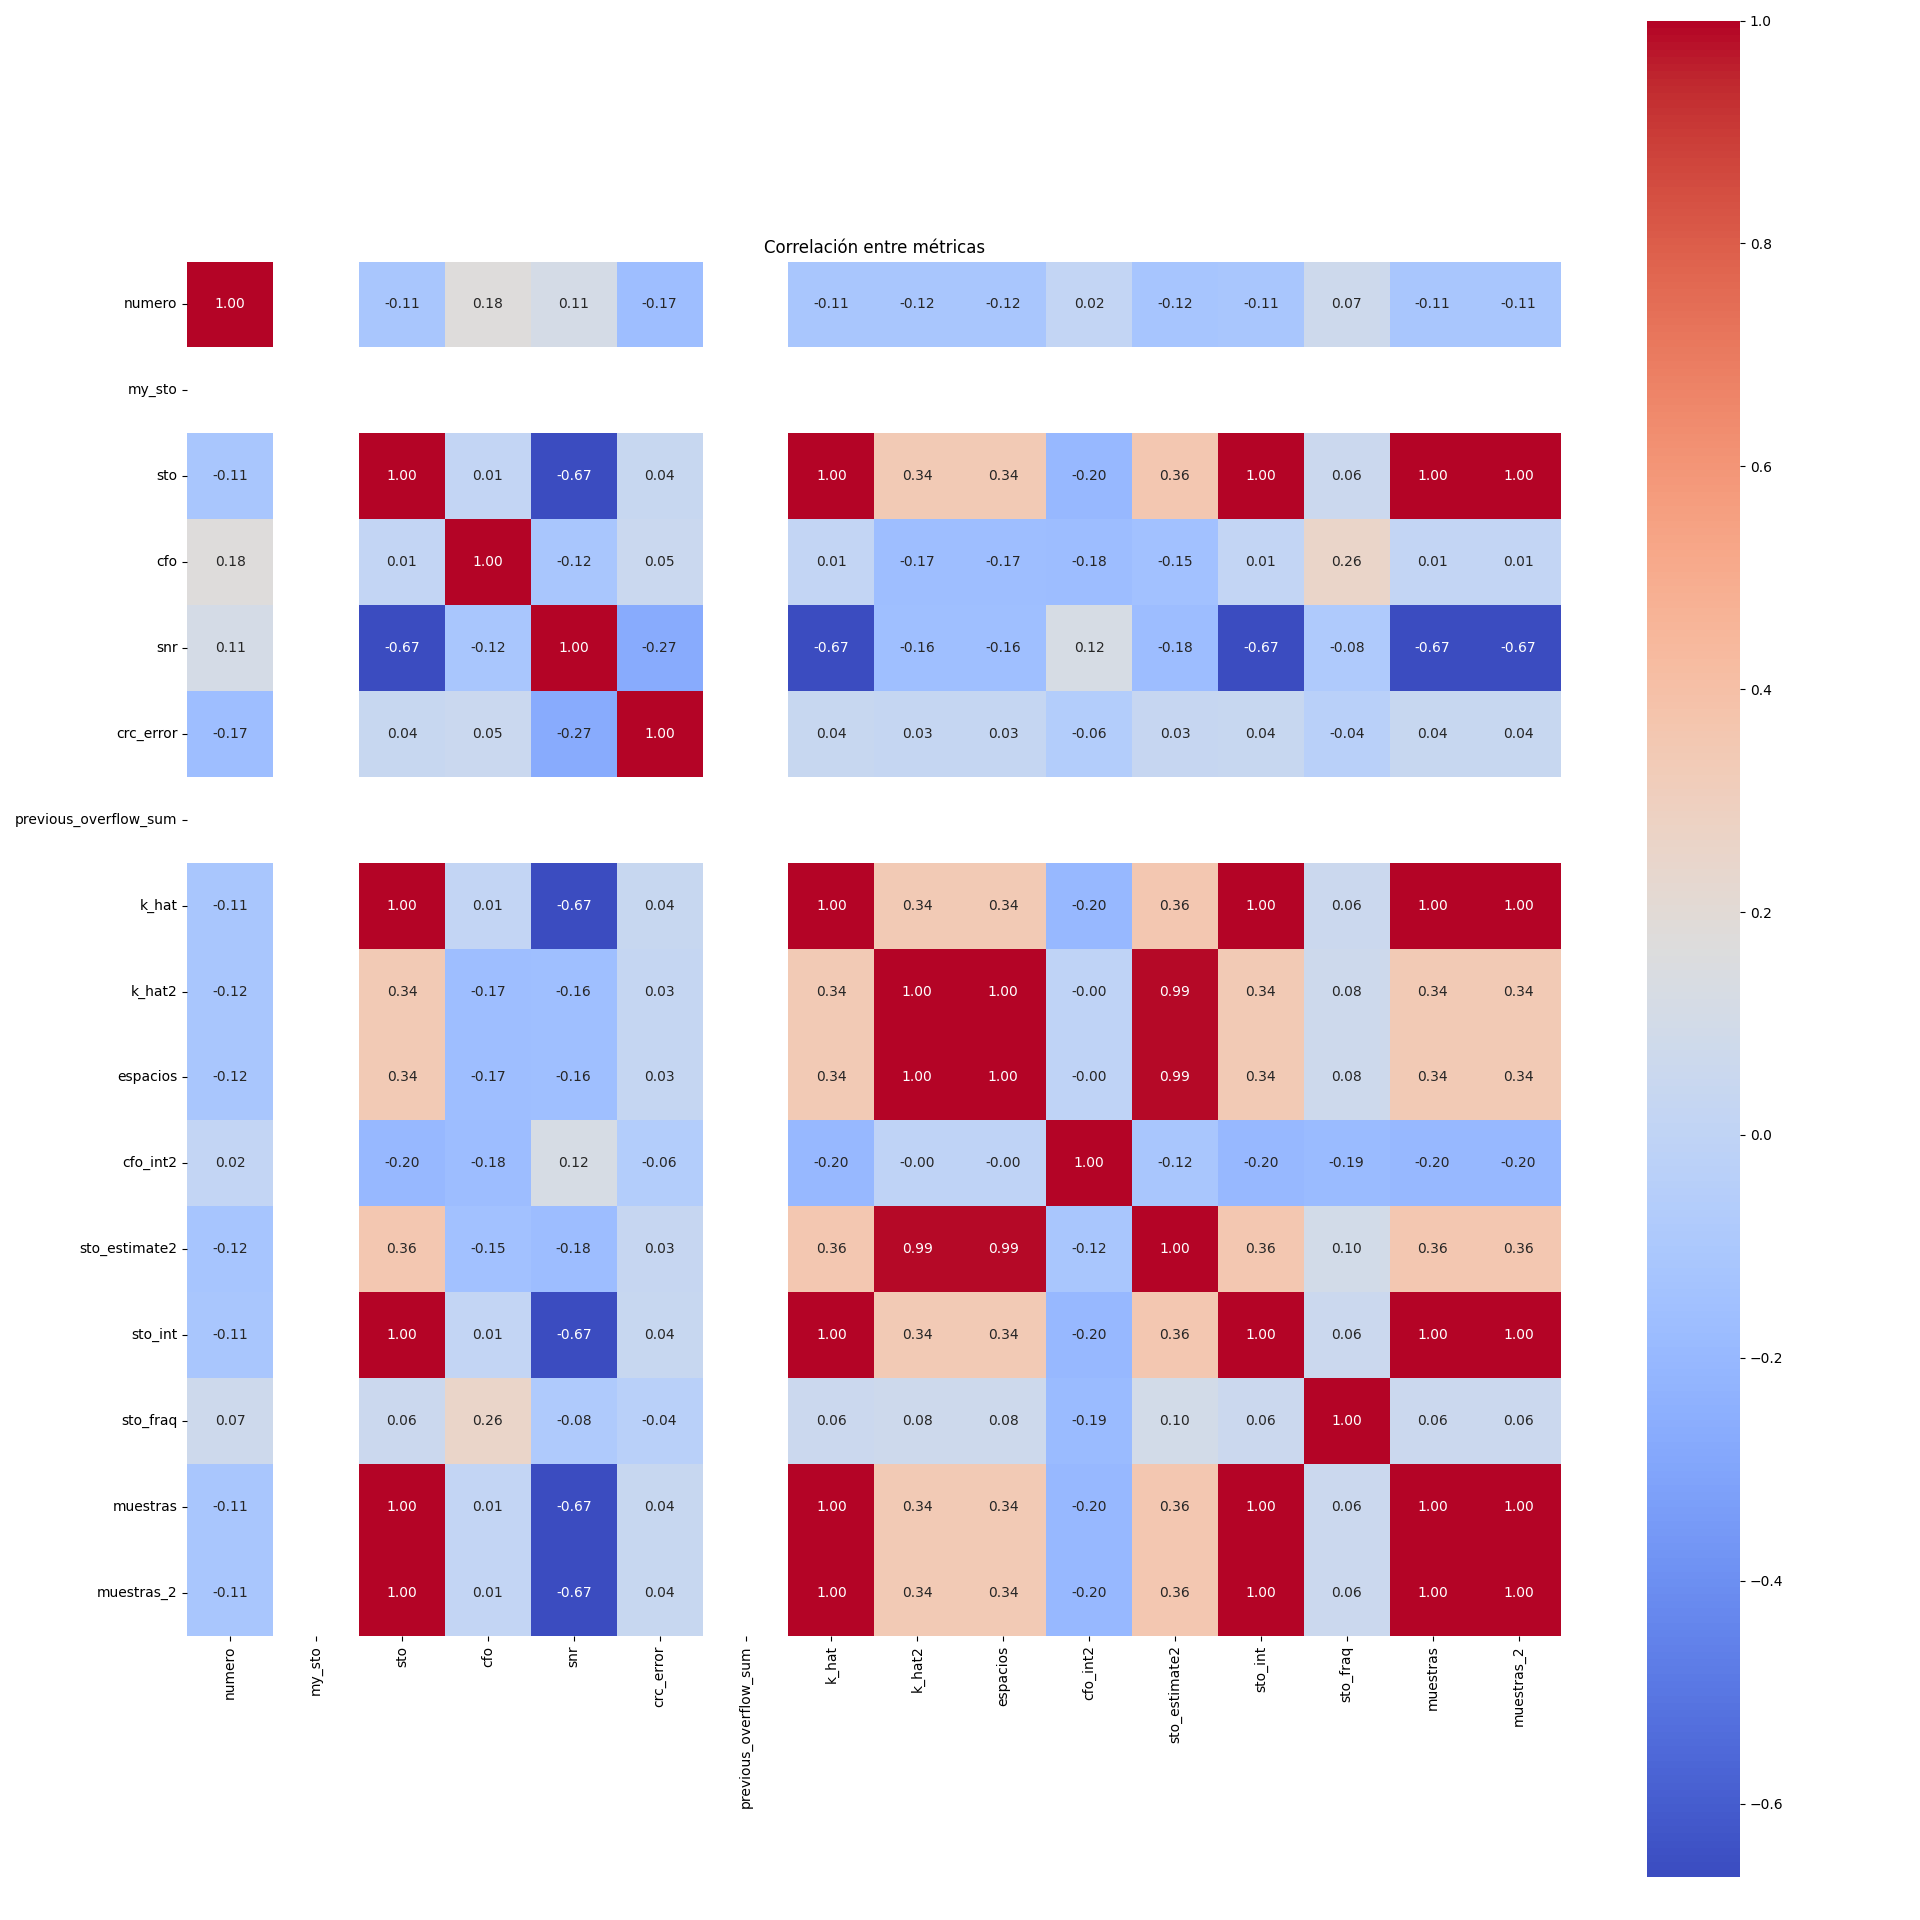 Correlación entre métricas
numero 1.00 -0.11 0.18 0.11 -0.17 -0.11 -0.12 -0.12 0.02 -0.12 -0.11 0.07 -0.11 -0.11
my_sto
sto -0.11 1.00 0.01 -0.67 0.04 1.00 0.34 0.34 -0.20 0.36 1.00 0.06 1.00 1.00
cfo 0.18 0.01 1.00 -0.12 0.05 0.01 -0.17 -0.17 -0.18 -0.15 0.01 0.26 0.01 0.01
snr 0.11 -0.67 -0.12 1.00 -0.27 -0.67 -0.16 -0.16 0.12 -0.18 -0.67 -0.08 -0.67 -0.67
crc_error -0.17 0.04 0.05 -0.27 1.00 0.04 0.03 0.03 -0.06 0.03 0.04 -0.04 0.04 0.04
previous_overflow_sum
k_hat -0.11 1.00 0.01 -0.67 0.04 1.00 0.34 0.34 -0.20 0.36 1.00 0.06 1.00 1.00
k_hat2 -0.12 0.34 -0.17 -0.16 0.03 0.34 1.00 1.00 -0.00 0.99 0.34 0.08 0.34 0.34
espacios -0.12 0.34 -0.17 -0.16 0.03 0.34 1.00 1.00 -0.00 0.99 0.34 0.08 0.34 0.34
cfo_int2 0.02 -0.20 -0.18 0.12 -0.06 -0.20 -0.00 -0.00 1.00 -0.12 -0.20 -0.19 -0.20 -0.20
sto_estimate2 -0.12 0.36 -0.15 -0.18 0.03 0.36 0.99 0.99 -0.12 1.00 0.36 0.10 0.36 0.36
sto_int -0.11 1.00 0.01 -0.67 0.04 1.00 0.34 0.34 -0.20 0.36 1.00 0.06 1.00 1.00
sto_fraq 0.07 0.06 0.26 -0.08 -0.04 0.06 0.08 0.08 -0.19 0.10 0.06 1.00 0.06 0.06
muestras -0.11 1.00 0.01 -0.67 0.04 1.00 0.34 0.34 -0.20 0.36 1.00 0.06 1.00 1.00
muestras_2 -0.11 1.00 0.01 -0.67 0.04 1.00 0.34 0.34 -0.20 0.36 1.00 0.06 1.00 1.00
numero
my_sto
sto
cfo
snr
crc_error
previous_overflow_sum
k_hat
k_hat2
espacios
cfo_int2
sto_estimate2
sto_int
sto_fraq
muestras
muestras_2
1.0
0.8
0.6
0.4
0.2
0.0
−0.2
−0.4
−0.6